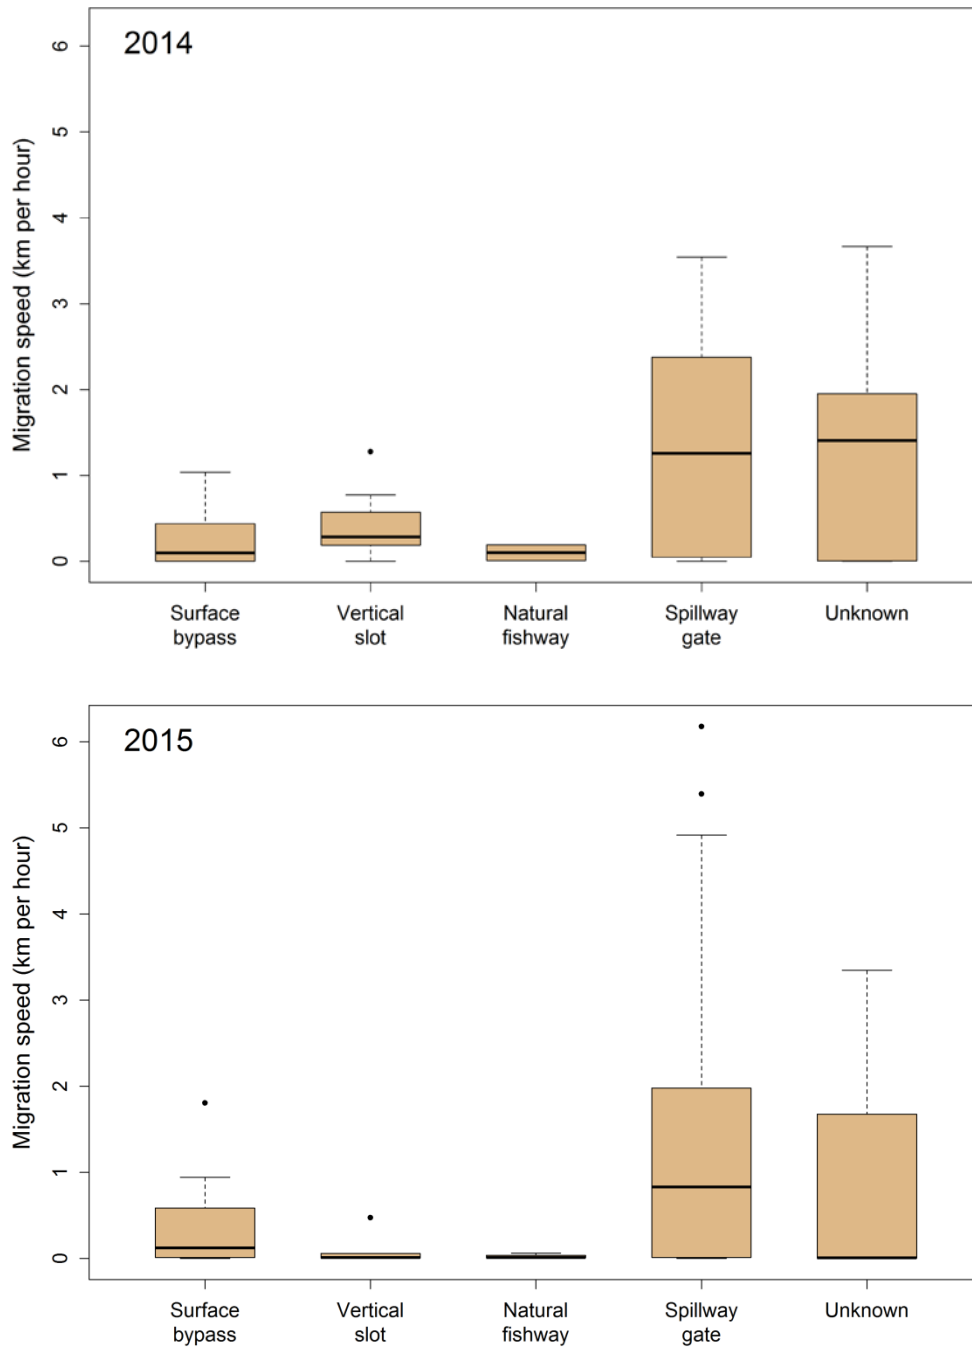 2014
Migration speed (km per hour)
6
5
4
3
2
1
0
Surface
bypass
Vertical
slot
Natural
fishway
Spillway
gate
Unknown
2015
Migration speed (km per hour)
6
5
4
3
2
1
0
Surface
bypass
Vertical
slot
Natural
fishway
Spillway
gate
Unknown